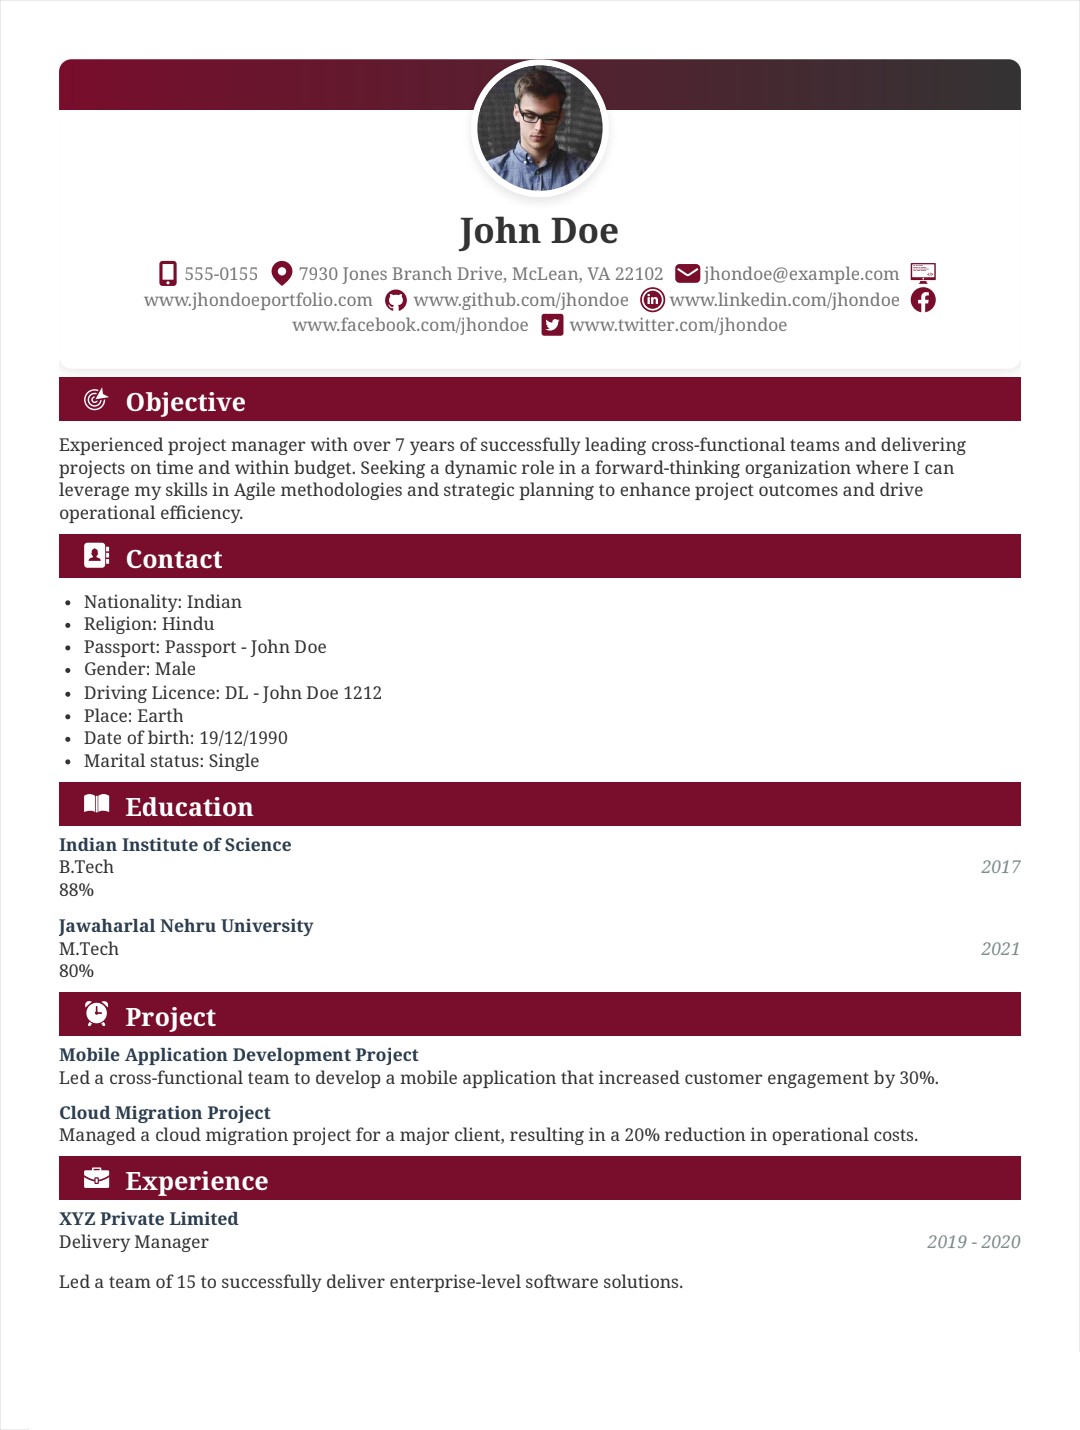 John Doe
555-0155 7930 Jones Branch Drive, McLean, VA 22102 jhondoe@example.com
www.jhondoeportfolio.com www.github.com/jhondoe www.linkedin.com/jhondoe
www.facebook.com/jhondoe www.twitter.com/jhondoe
Objective
Experienced project manager with over 7 years of successfully leading cross-functional teams and delivering
projects on time and within budget. Seeking a dynamic role in a forward-thinking organization where I can
leverage my skills in Agile methodologies and strategic planning to enhance project outcomes and drive
operational efficiency.
Contact
• Nationality: Indian
• Religion: Hindu
• Passport: Passport - John Doe
• Gender: Male
• Driving Licence: DL - John Doe 1212
• Place: Earth
• Date of birth: 19/12/1990
• Marital status: Single
Education
Indian Institute of Science
B.Tech 2017
88%
Jawaharlal Nehru University
M.Tech 2021
80%
Project
Mobile Application Development Project
Led a cross-functional team to develop a mobile application that increased customer engagement by 30%.
Cloud Migration Project
Managed a cloud migration project for a major client, resulting in a 20% reduction in operational costs.
Experience
XYZ Private Limited
Delivery Manager 2019 - 2020
Led a team of 15 to successfully deliver enterprise-level software solutions.